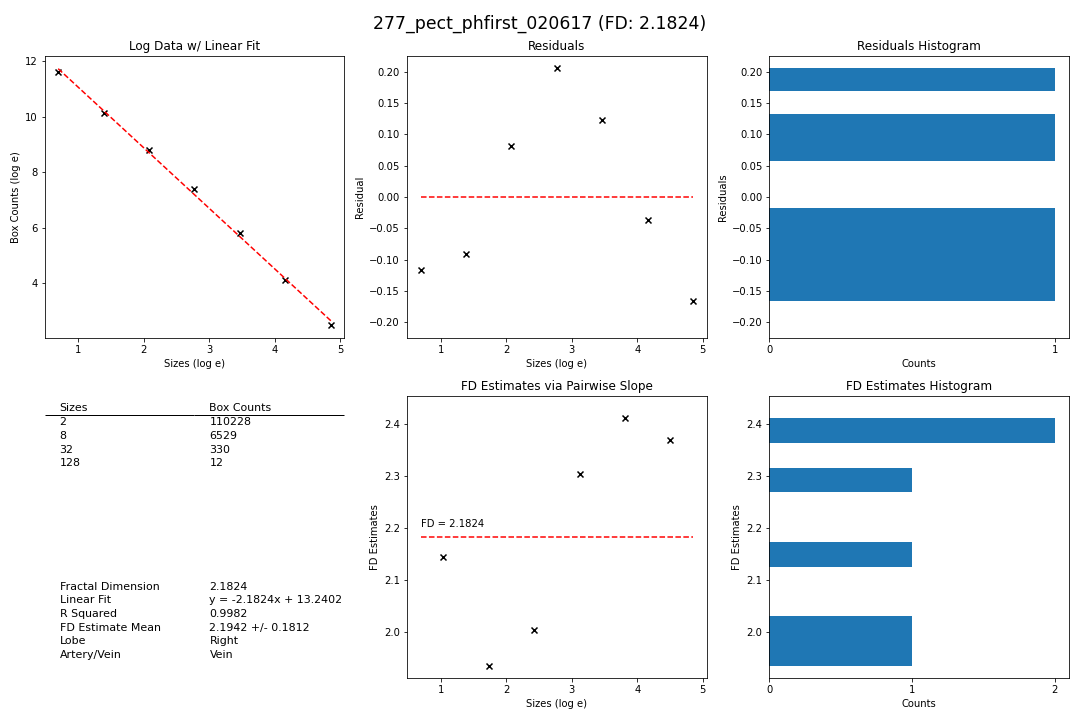 277_pect_phfirst_020617 (FD: 2.1824)
Log Data w/ Linear Fit
12
10
8
6
4
1 2 3 4 5
Box Counts (log e)
Sizes (log e)
Residuals
0.20
0.15
0.10
0.05
0.00
−0.05
−0.10
−0.15
−0.20
1 2 3 4 5
Residual
Sizes (log e)
Residuals Histogram
0.20
0.15
0.10
0.05
0.00
−0.05
−0.10
−0.15
−0.20
0 1
Residuals
Counts
Sizes Box Counts
2 110228
8 6529
32 330
128 12
Fractal Dimension 2.1824
Linear Fit y = -2.1824x + 13.2402
R Squared 0.9982
FD Estimate Mean 2.1942 +/- 0.1812
Lobe Right
Artery/Vein Vein
FD Estimates via Pairwise Slope
2.4
2.3
2.2
2.1
2.0
FD = 2.1824
1 2 3 4 5
FD Estimates
Sizes (log e)
FD Estimates Histogram
2.4
2.3
2.2
2.1
2.0
0 1 2
FD Estimates
Counts